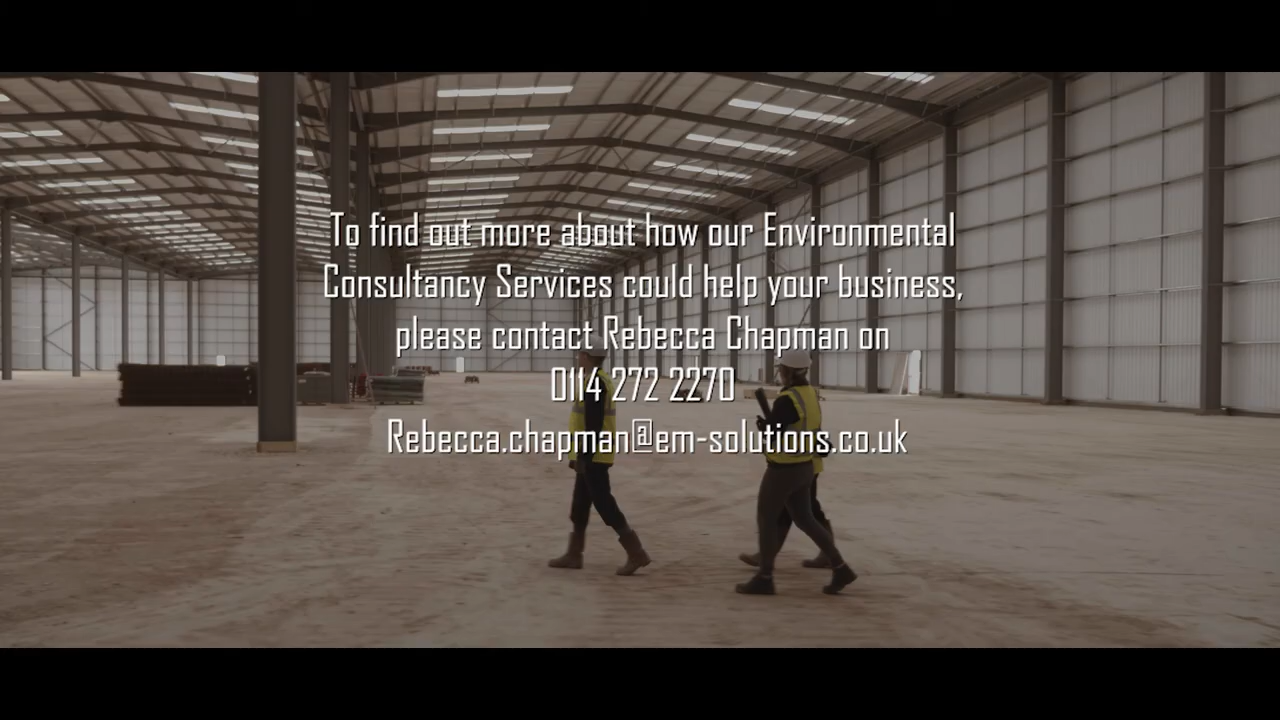 To find out more about how our Environmental
Consultancy Services could help your business,
please contact Rebecca Chapman on
0114 272 2270
Rebecca.chapman@em-solutions.co.uk